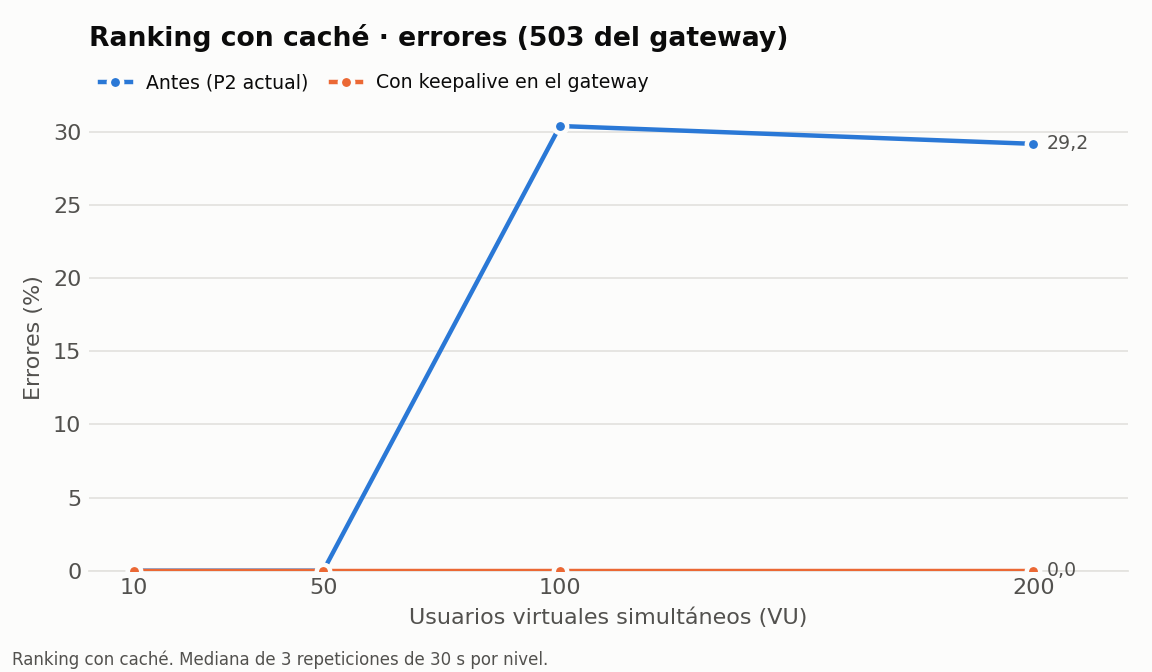 Ranking con caché · errores (503 del gateway)
Antes (P2 actual)
Con keepalive en el gateway
Errores (%)
30
25
20
15
10
5
0
29,2
0,0
10
50
100
200
Usuarios virtuales simultáneos (VU)
Ranking con caché. Mediana de 3 repeticiones de 30 s por nivel.